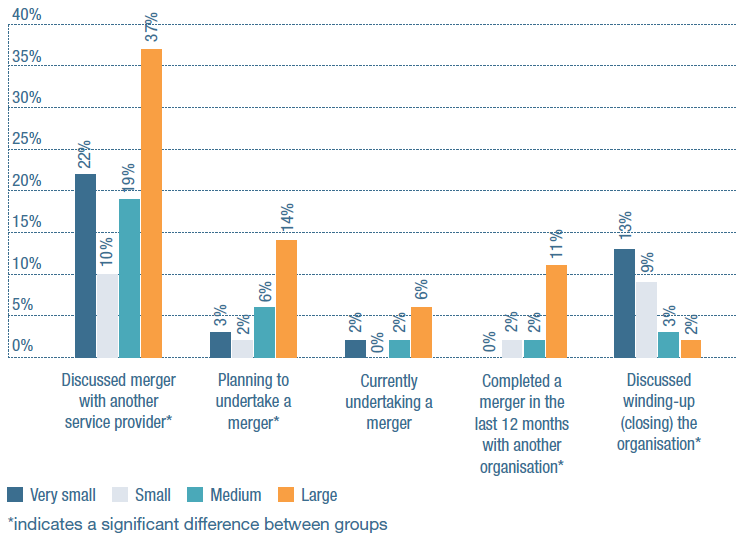 40%
35%
30%
25%
20%
15%
10%
5%
0%
22%
10%
19%
37%
3%
2%
6%
14%
2%
0%
2%
6%
0%
2%
2%
11%
13%
9%
3%
2%
Discussed merger
with another
service provider*
Planning to
undertake a
merger*
Currently
undertaking a
merger
Completed a
merger in the
last 12 months
with another
organisation*
Discussed
winding-up
(closing) the
organisation*
Very small Small Medium Large
*indicates a significant difference between groups